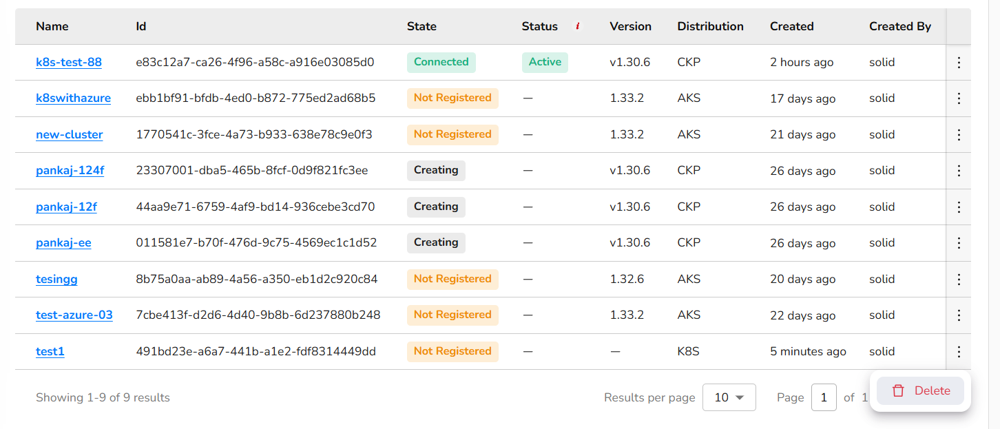 Name Id State Status i Version Distribution Created Created By
k8s-test-88 e83c12a7-ca26-4f96-a58c-a916e03085d0 Connected Active v1.30.6 CKP 2 hours ago solid
k8swithazure ebb1bf91-bfdb-4ed0-b872-775ed2ad68b5 Not Registered — 1.33.2 AKS 17 days ago solid
new-cluster 1770541c-3fce-4a73-b933-638e78c9e0f3 Not Registered — 1.33.2 AKS 21 days ago solid
pankaj-124f 23307001-dba5-465b-8fcf-0d9f821fc3ee Creating — v1.30.6 CKP 26 days ago solid
pankaj-12f 44aa9e71-6759-4af9-bd14-936cebe3cd70 Creating — v1.30.6 CKP 26 days ago solid
pankaj-ee 011581e7-b70f-476d-9c75-4569ec1c1d52 Creating — v1.30.6 CKP 26 days ago solid
tesingg 8b75a0aa-ab89-4a56-a350-eb1d2c920c84 Not Registered — 1.32.6 AKS 20 days ago solid
test-azure-03 7cbe413f-d2d6-4d40-9b8b-6d237880b248 Not Registered — 1.33.2 AKS 22 days ago solid
test1 491bd23e-a6a7-441b-a1e2-fdf8314449dd Not Registered — — K8S 5 minutes ago solid
Showing 1-9 of 9 results Results per page 10 Page 1 of 1 Delete